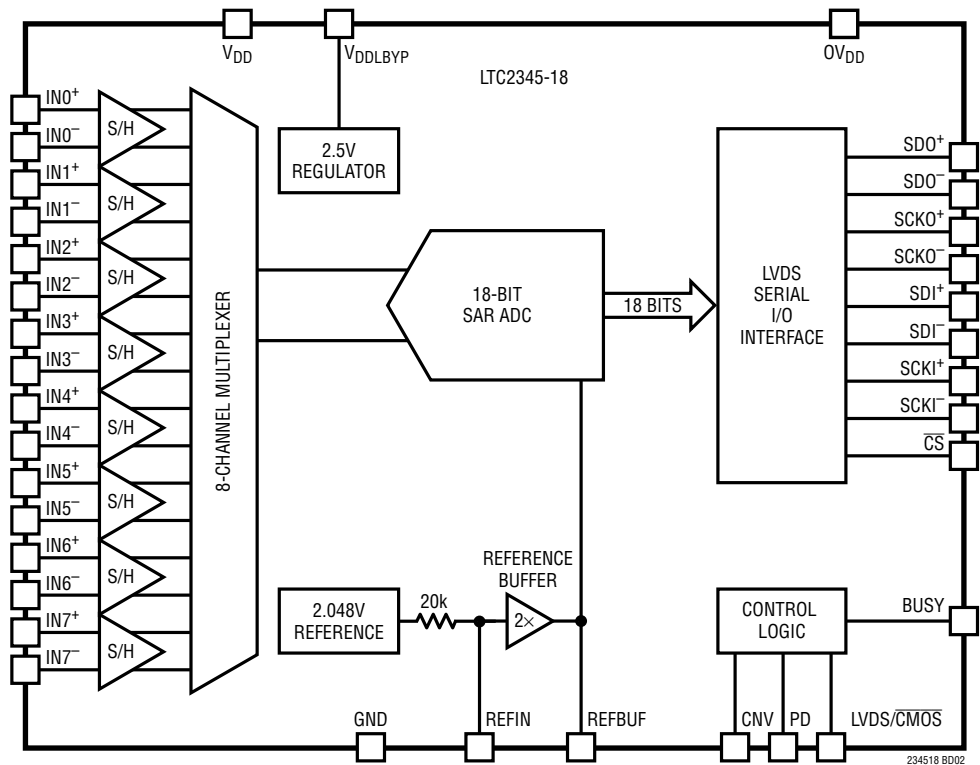 V_DD
V_DDLBYP
OV_DD
LTC2345-18
IN0⁺
IN0⁻
IN1⁺
IN1⁻
IN2⁺
IN2⁻
IN3⁺
IN3⁻
IN4⁺
IN4⁻
IN5⁺
IN5⁻
IN6⁺
IN6⁻
IN7⁺
IN7⁻
S/H
S/H
S/H
S/H
S/H
S/H
S/H
S/H
8-CHANNEL MULTIPLEXER
2.5V
REGULATOR
18-BIT
SAR ADC
18 BITS
LVDS
SERIAL
I/O
INTERFACE
SDO⁺
SDO⁻
SCKO⁺
SCKO⁻
SDI⁺
SDI⁻
SCKI⁺
SCKI⁻
C̅S̅
2.048V
REFERENCE
20k
REFERENCE
BUFFER
2×
CONTROL
LOGIC
BUSY
GND
REFIN
REFBUF
CNV
PD
LVDS/C̅M̅O̅S̅
234518 BD02